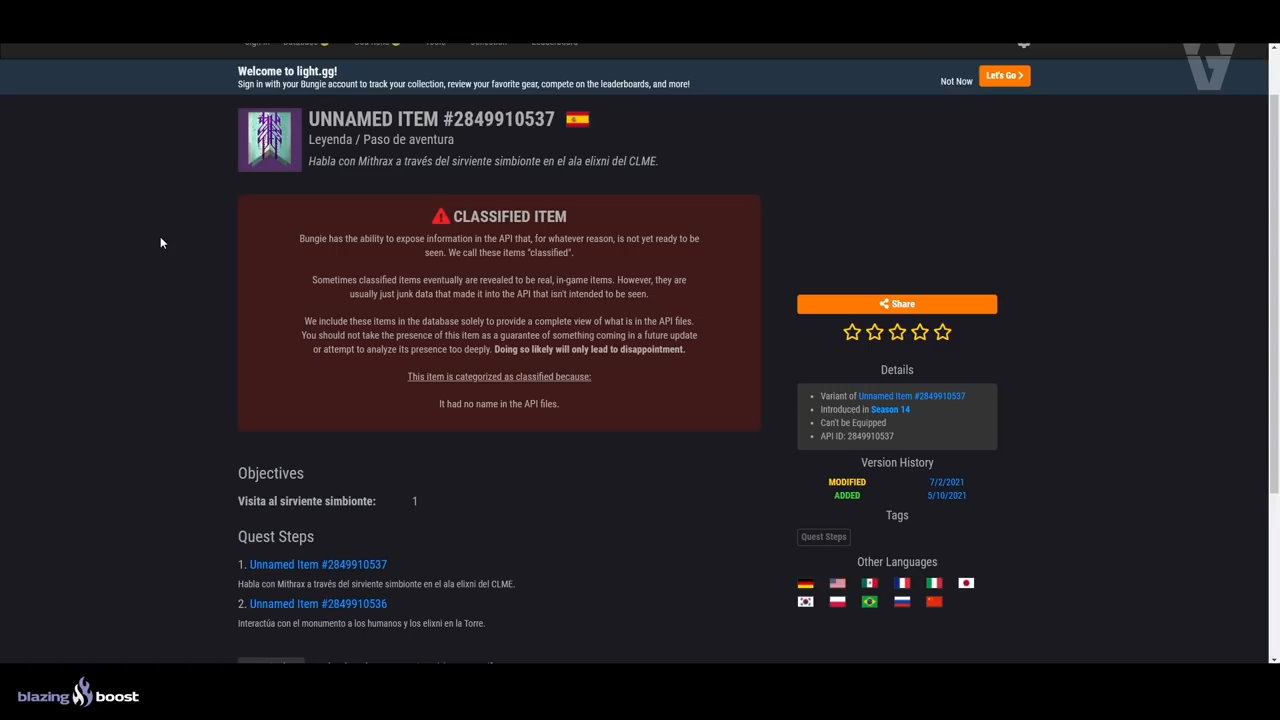 Welcome to light.gg!
Sign in with your Bungie account to track your collection, review your favorite gear, compete on the leaderboards, and more!
Not Now
Let's Go
UNNAMED ITEM #2849910537
Leyenda / Paso de aventura
Habla con Mithrax a través del sirviente simbionte en el ala elixni del CLME.
CLASSIFIED ITEM
Bungie has the ability to expose information in the API that, for whatever reason, is not yet ready to be
seen. We call these items "classified".
Sometimes classified items eventually are revealed to be real, in-game items. However, they are
usually just junk data that made it into the API that isn't intended to be seen.
We include these items in the database solely to provide a complete view of what is in the API files.
You should not take the presence of this item as a guarantee of something coming in a future update
or attempt to analyze its presence too deeply. Doing so likely will only lead to disappointment.
This item is categorized as classified because:
It had no name in the API files.
Objectives
Visita al sirviente simbionte: 1
Quest Steps
1. Unnamed Item #2849910537
Habla con Mithrax a través del sirviente simbionte en el ala elixni del CLME.
2. Unnamed Item #2849910536
Interactúa con el monumento a los humanos y los elixni en la Torre.
Share
Details
Variant of Unnamed Item #2849910537
Introduced in Season 14
Can't be Equipped
API ID: 2849910537
Version History
MODIFIED 7/2/2021
ADDED 5/10/2021
Tags
Quest Steps
Other Languages
blazing boost